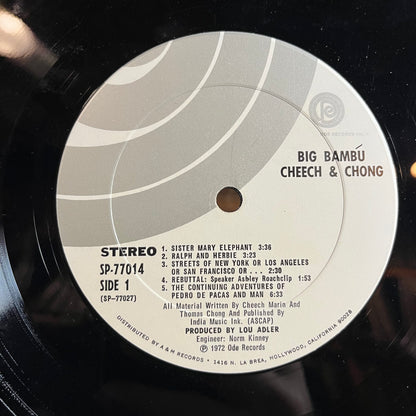 ODE RECORDS INC.
BIG BAMBÚ
CHEECH & CHONG
STEREO
SP-77014
SIDE 1
(SP-77027)
1. SISTER MARY ELEPHANT 3:36
2. RALPH AND HERBIE 3:23
3. STREETS OF NEW YORK OR LOS ANGELES
OR SAN FRANCISCO OR . . . 2:30
4. REBUTTAL: Speaker Ashley Roachclip 1:53
5. THE CONTINUING ADVENTURES OF
PEDRO DE PACAS AND MAN 6:33
All Material Written By Cheech Marin and
Thomas Chong And Published By
India Music Ink. (ASCAP)
PRODUCED BY LOU ADLER
Engineer: Norm Kinney
℗ 1972 Ode Records
DISTRIBUTED BY A & M RECORDS • 1416 N. LA BREA, HOLLYWOOD, CALIFORNIA 90028